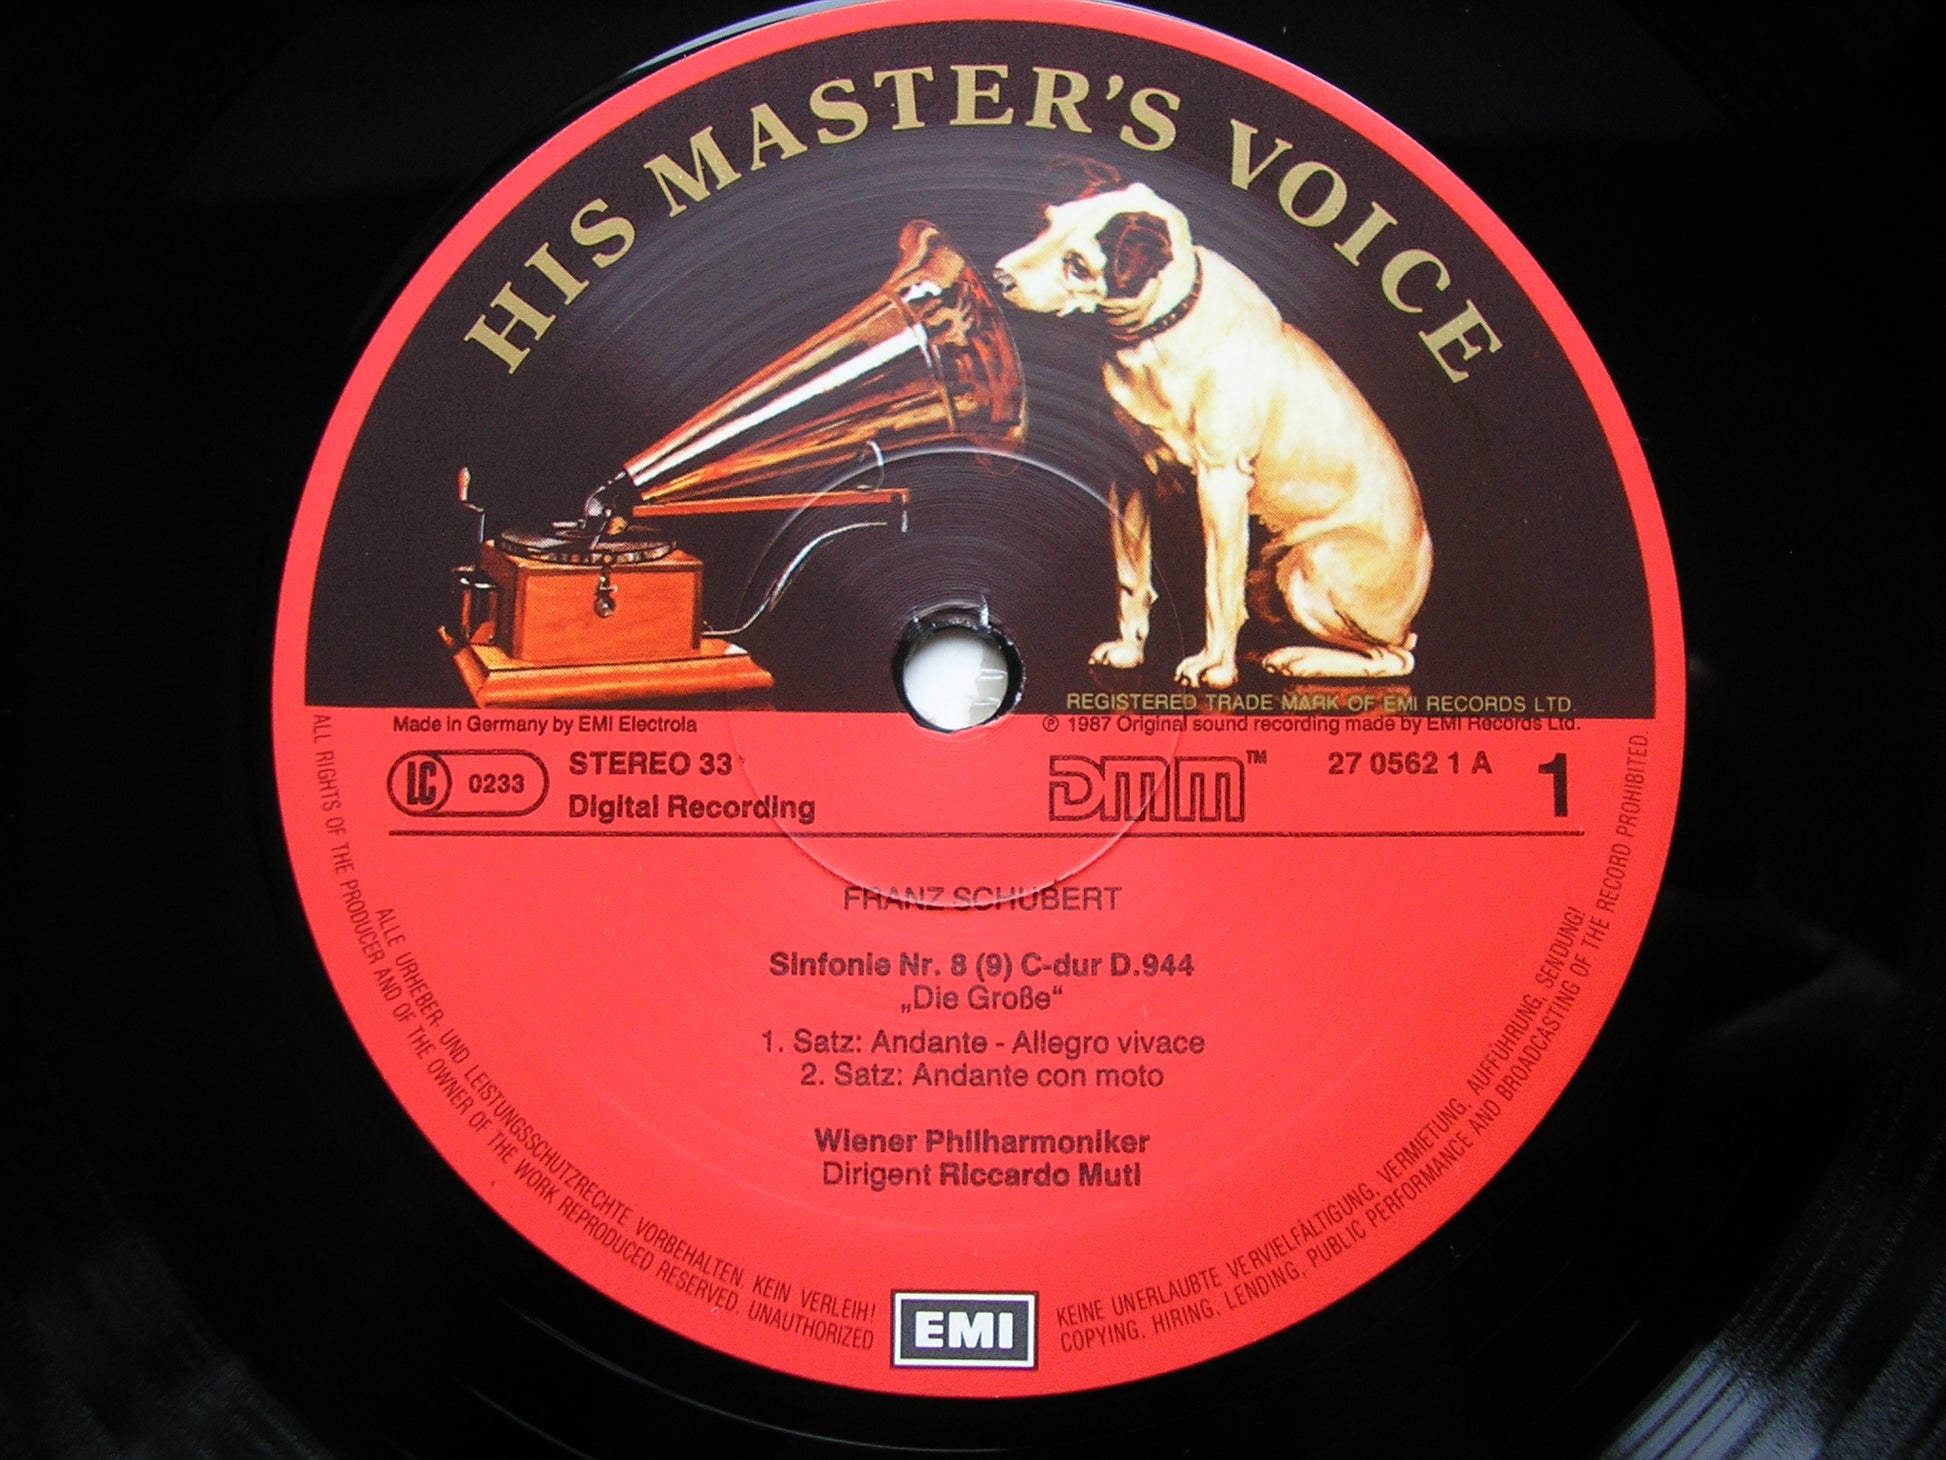 HIS MASTER'S VOICE
REGISTERED TRADE MARK OF EMI RECORDS LTD.
Made in Germany by EMI Electrola
℗ 1987 Original sound recording made by EMI Records Ltd.
LC 0233
STEREO 33
Digital Recording
DMM™
27 0562 1 A
1
FRANZ SCHUBERT
Sinfonie Nr. 8 (9) C-dur D.944
„Die Große“
1. Satz: Andante - Allegro vivace
2. Satz: Andante con moto
Wiener Philharmoniker
Dirigent Riccardo Muti
ALLE URHEBER- UND LEISTUNGSSCHUTZRECHTE VORBEHALTEN. KEIN VERLEIH!
KEINE UNERLAUBTE VERVIELFÄLTIGUNG, VERMIETUNG, AUFFÜHRUNG, SENDUNG!
ALL RIGHTS OF THE PRODUCER AND OF THE OWNER OF THE WORK REPRODUCED RESERVED. UNAUTHORIZED
COPYING, HIRING, LENDING, PUBLIC PERFORMANCE AND BROADCASTING OF THE RECORD PROHIBITED.
EMI